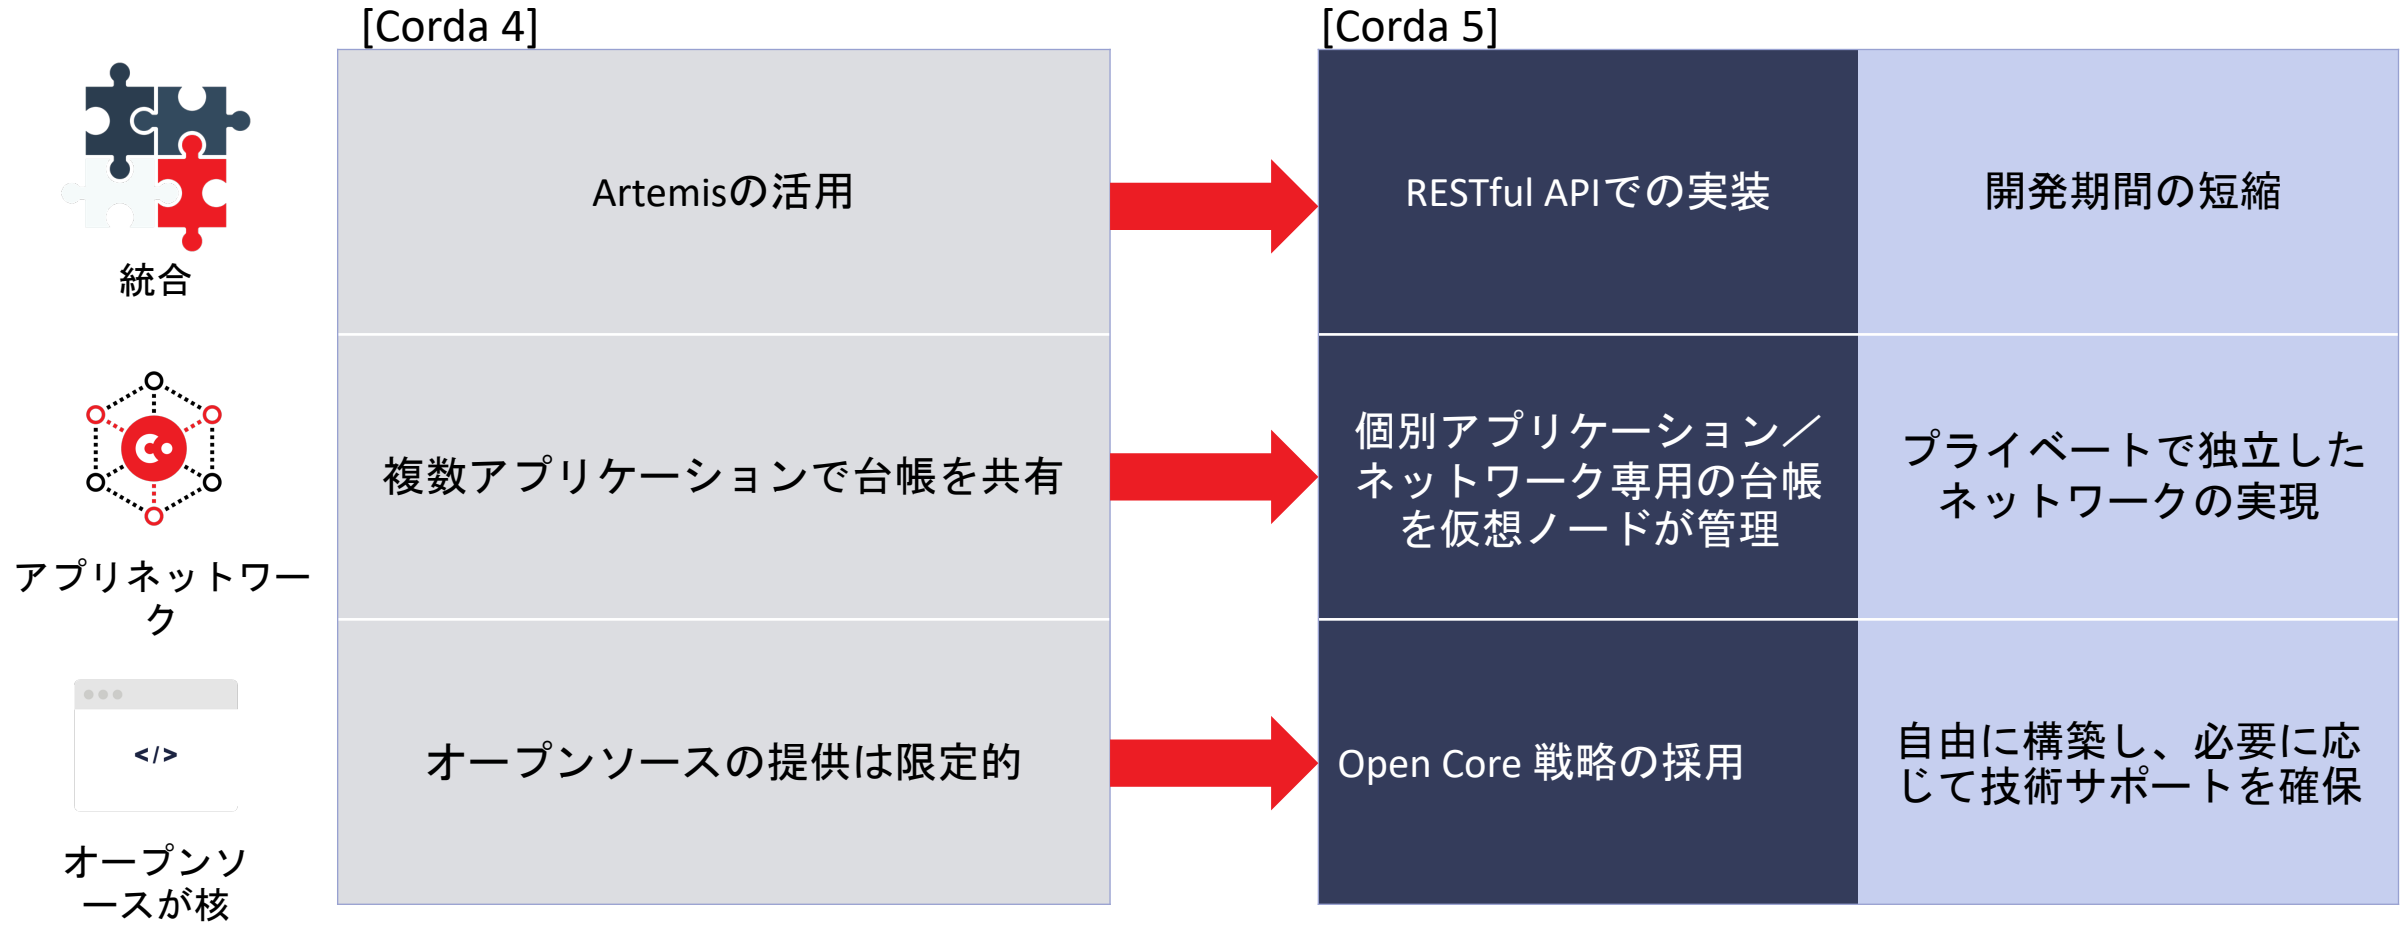 [Corda 4]
[Corda 5]
統合
Artemisの活用
RESTful APIでの実装
開発期間の短縮
アプリネットワー
ク
複数アプリケーションで台帳を共有
個別アプリケーション／
ネットワーク専用の台帳
を仮想ノードが管理
プライベートで独立した
ネットワークの実現
</>
オープンソ
ースが核
オープンソースの提供は限定的
Open Core 戦略の採用
自由に構築し、必要に応
じて技術サポートを確保